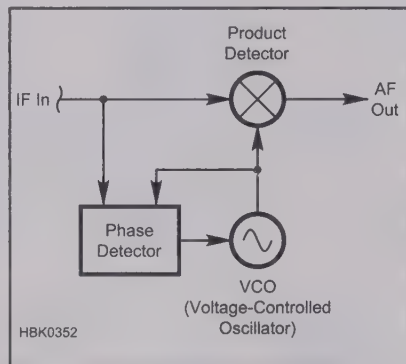 Product
Detector
IF In
AF
Out
Phase
Detector
VCO
(Voltage-Controlled
Oscillator)
HBK0352